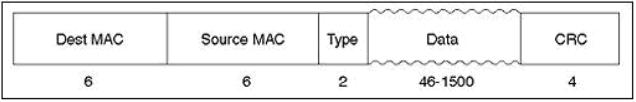 Dest MAC Source MAC Type Data CRC
6 6 2 46-1500 4